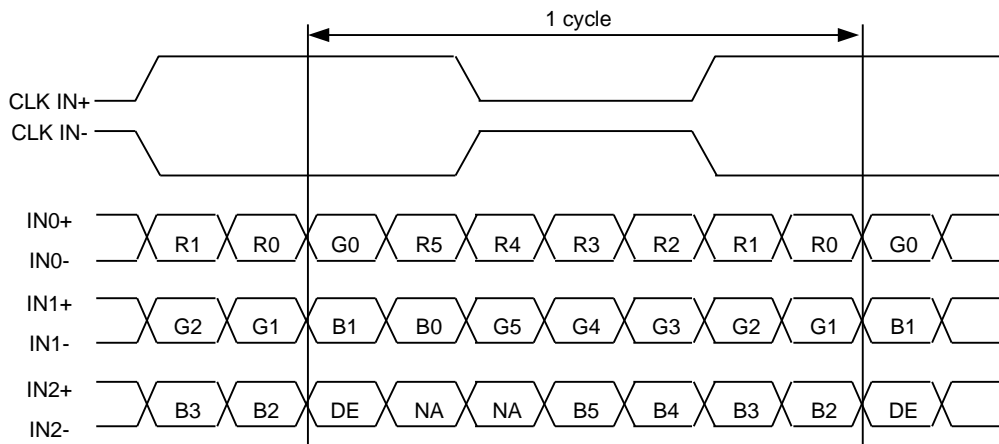 1 cycle
CLK IN+
CLK IN-
IN0+
R1 R0 G0 R5 R4 R3 R2 R1 R0 G0
IN0-
IN1+
G2 G1 B1 B0 G5 G4 G3 G2 G1 B1
IN1-
IN2+
B3 B2 DE NA NA B5 B4 B3 B2 DE
IN2-